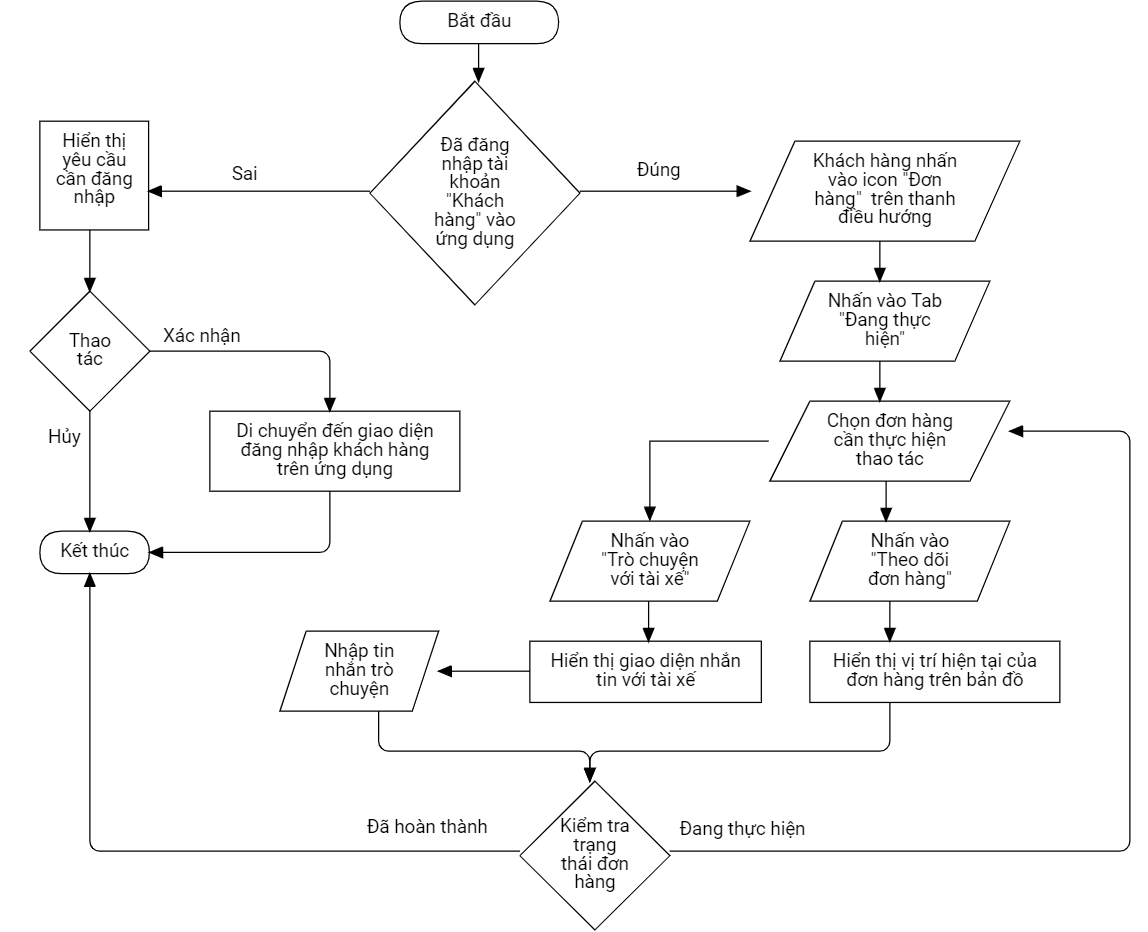 Bắt đầu
Đã đăng
nhập tài
khoản
"Khách
hàng" vào
ứng dụng
Sai
Đúng
Hiển thị
yêu cầu
cần đăng
nhập
Khách hàng nhấn
vào icon "Đơn
hàng" trên thanh
điều hướng
Thao
tác
Xác nhận
Hủy
Nhấn vào Tab
"Đang thực
hiện"
Di chuyển đến giao diện
đăng nhập khách hàng
trên ứng dụng
Chọn đơn hàng
cần thực hiện
thao tác
Kết thúc
Nhấn vào
"Trò chuyện
với tài xế"
Nhấn vào
"Theo dõi
đơn hàng"
Nhập tin
nhắn trò
chuyện
Hiển thị giao diện nhắn
tin với tài xế
Hiển thị vị trí hiện tại của
đơn hàng trên bản đồ
Đã hoàn thành
Kiểm tra
trạng
thái đơn
hàng
Đang thực hiện